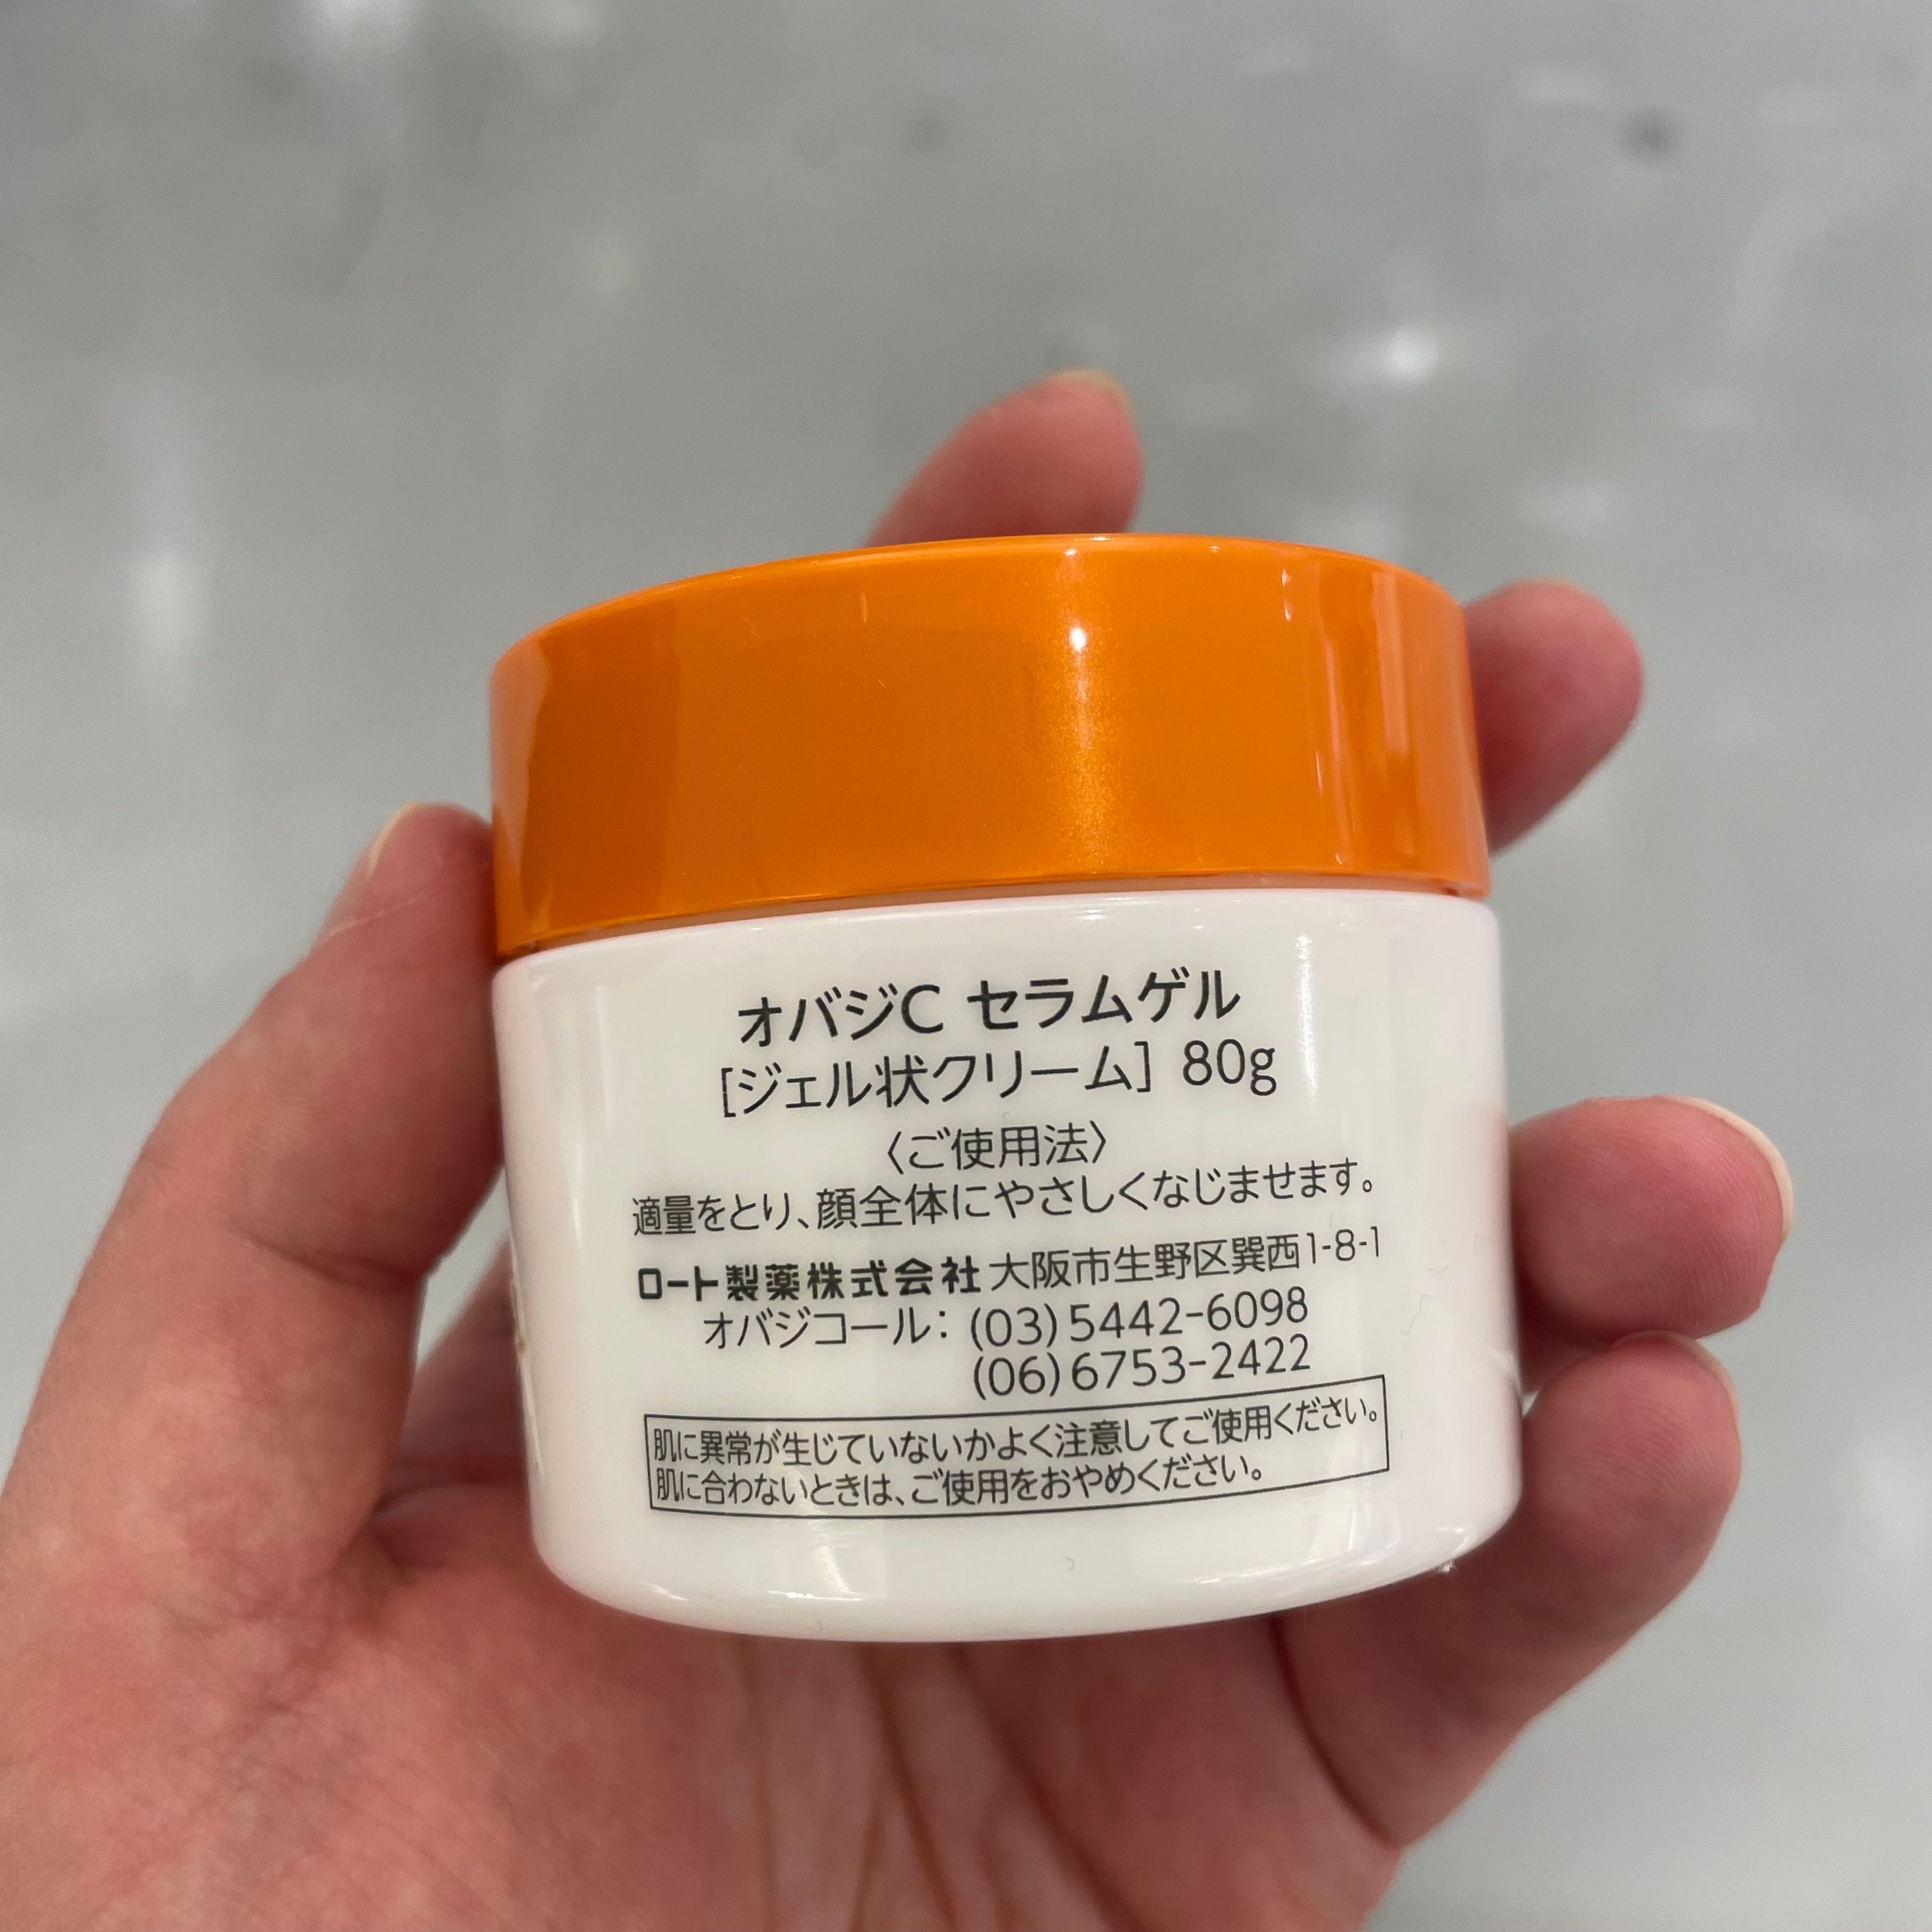 オバジC セラムゲル
[ジェル状クリーム] 80g
〈ご使用法〉
適量をとり、顔全体にやさしくなじませます。
ロート製薬株式会社 大阪市生野区巽西1-8-1
オバジコール：(03)5442-6098
(06)6753-2422
肌に異常が生じていないかよく注意してご使用ください。
肌に合わないときは、ご使用をおやめください。